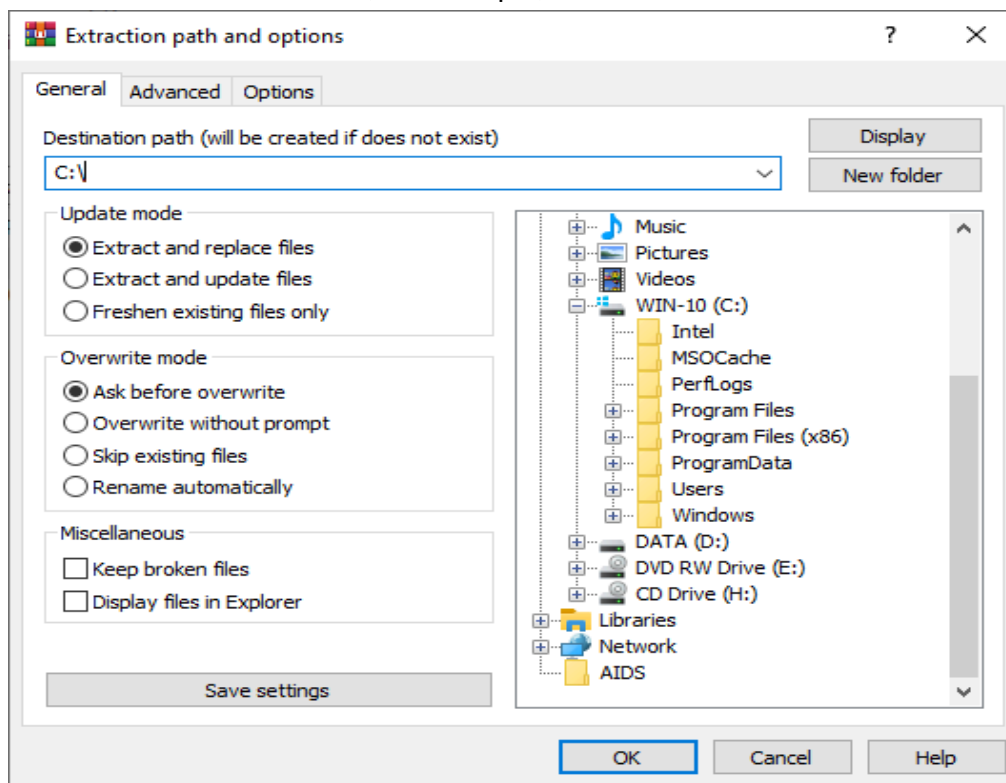 Extraction path and options
?
General Advanced Options
Destination path (will be created if does not exist)
Display
C:\
New folder
Update mode
Extract and replace files
Extract and update files
Freshen existing files only
Overwrite mode
Ask before overwrite
Overwrite without prompt
Skip existing files
Rename automatically
Miscellaneous
Keep broken files
Display files in Explorer
Save settings
Music
Pictures
Videos
WIN-10 (C:)
Intel
MSOCache
PerfLogs
Program Files
Program Files (x86)
ProgramData
Users
Windows
DATA (D:)
DVD RW Drive (E:)
CD Drive (H:)
Libraries
Network
AIDS
OK Cancel Help